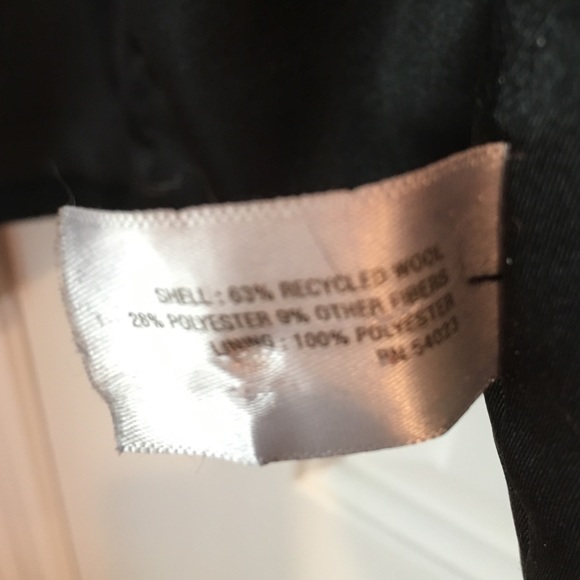 SHELL : 63% RECYCLED WOOL
28% POLYESTER 9% OTHER FIBERS
LINING : 100% POLYESTER
RN: 54023